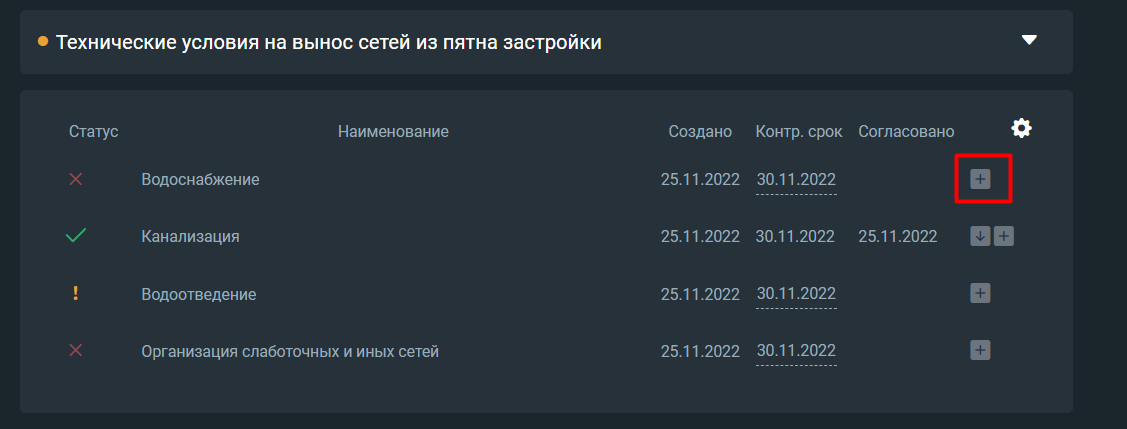 Технические условия на вынос сетей из пятна застройки
Статус Наименование Создано Контр. срок Согласовано
Водоснабжение 25.11.2022 30.11.2022
Канализация 25.11.2022 30.11.2022 25.11.2022
! Водоотведение 25.11.2022 30.11.2022
Организация слаботочных и иных сетей 25.11.2022 30.11.2022